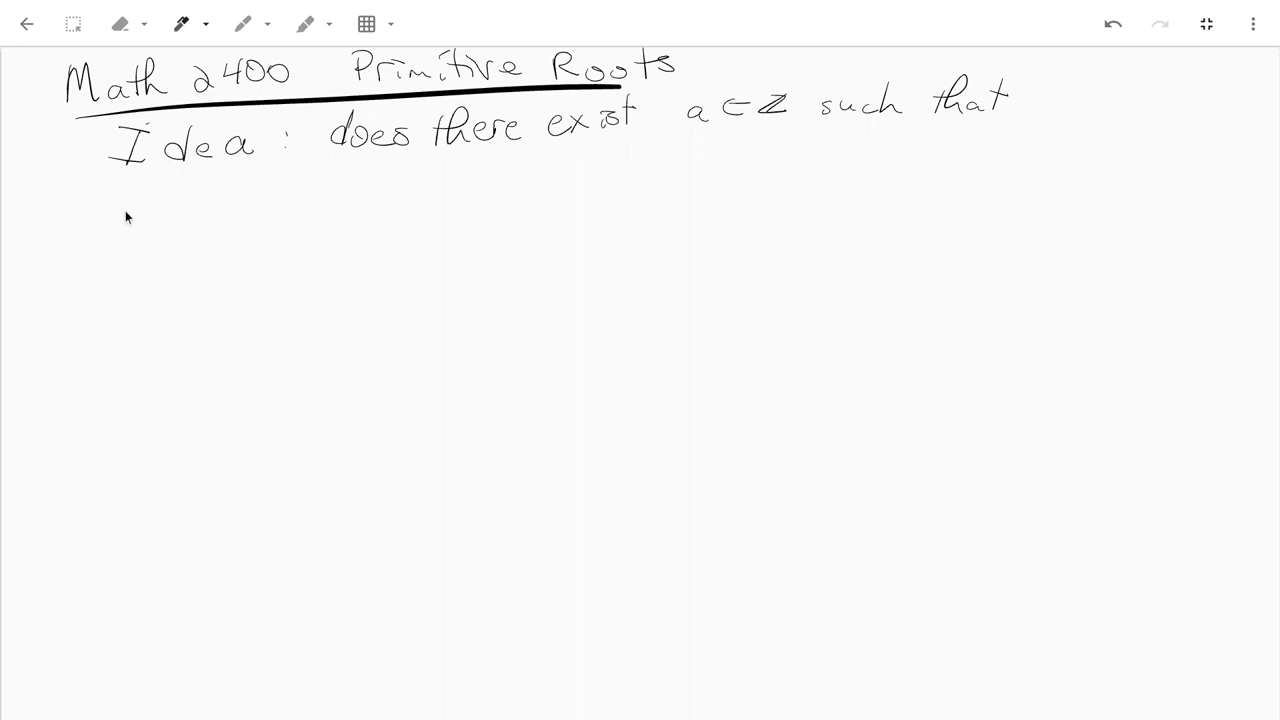 Math 2400 Primitive Roots
Idea : does there exist a ∈ ℤ such that